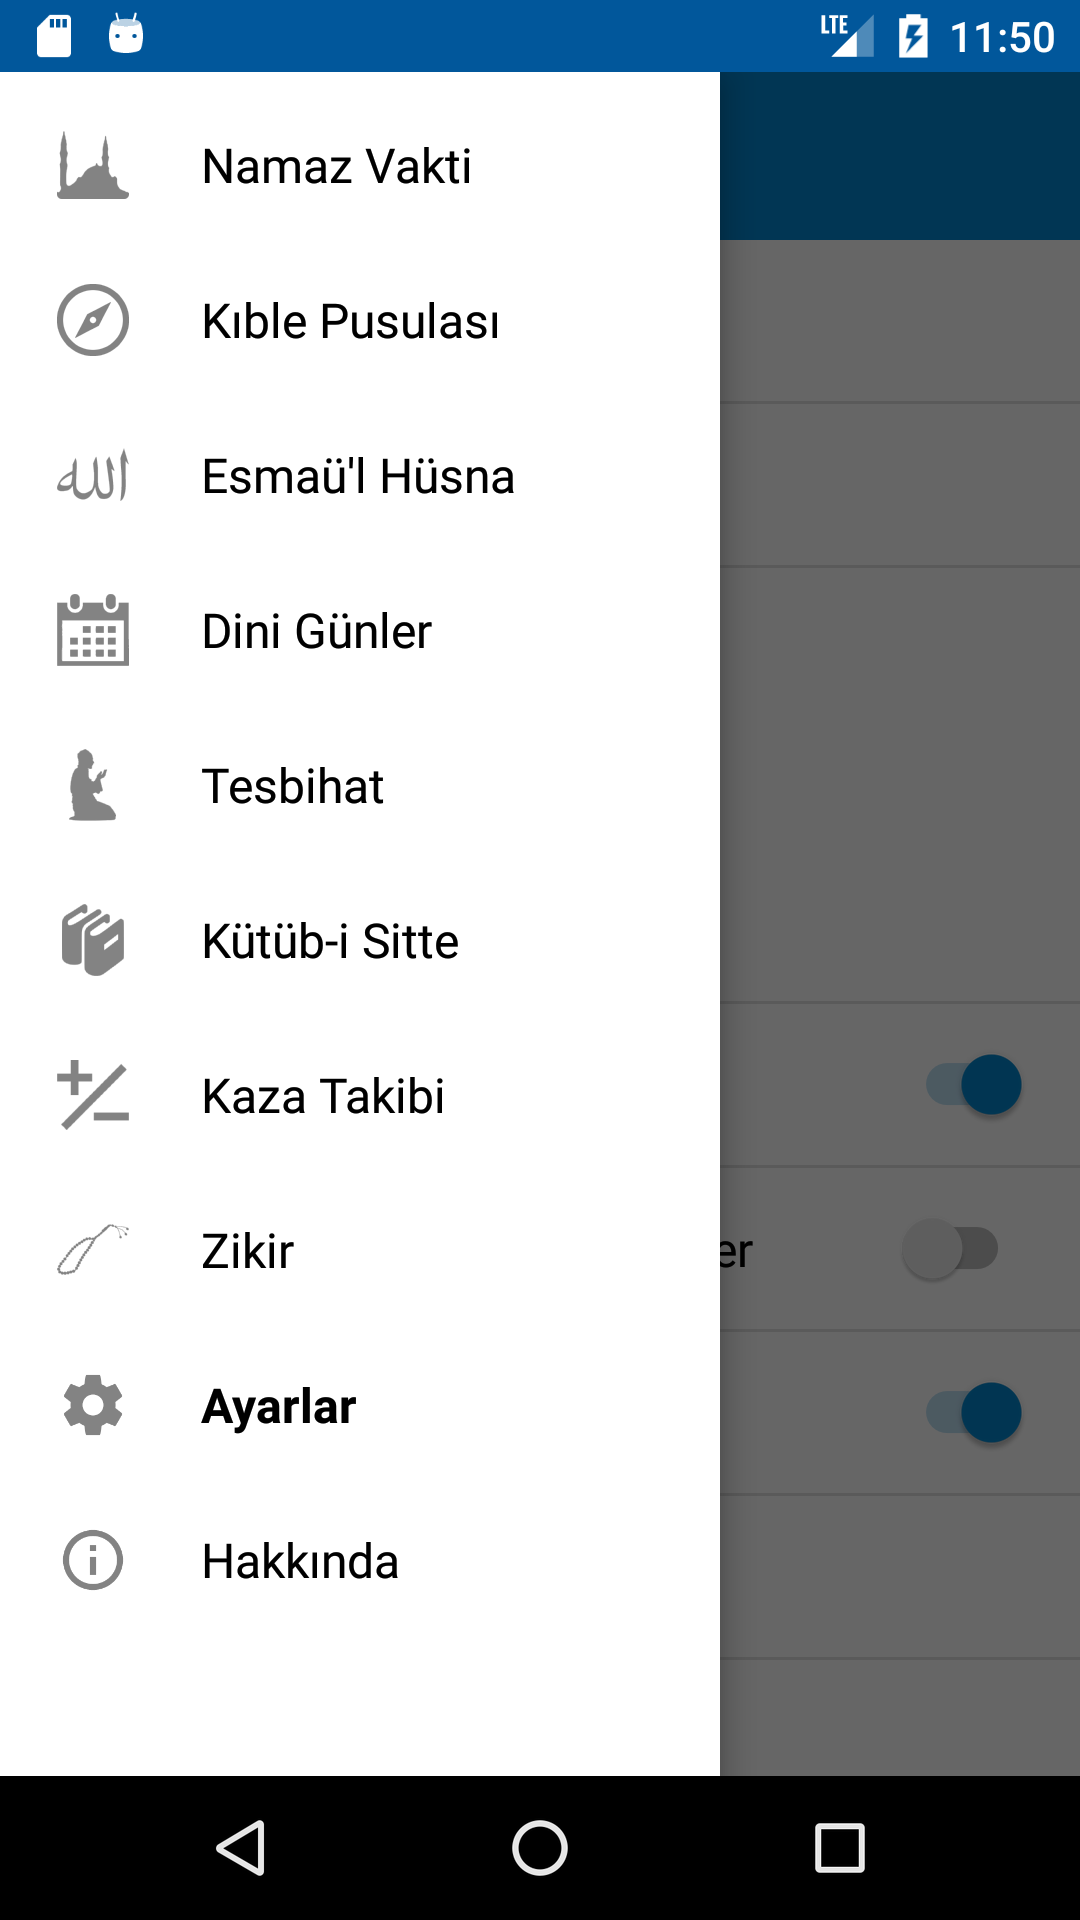 LTE 11:50
Namaz Vakti
Kıble Pusulası
Esmaü'l Hüsna
Dini Günler
Tesbihat
Kütüb-i Sitte
Kaza Takibi
Zikir
er
Ayarlar
Hakkında